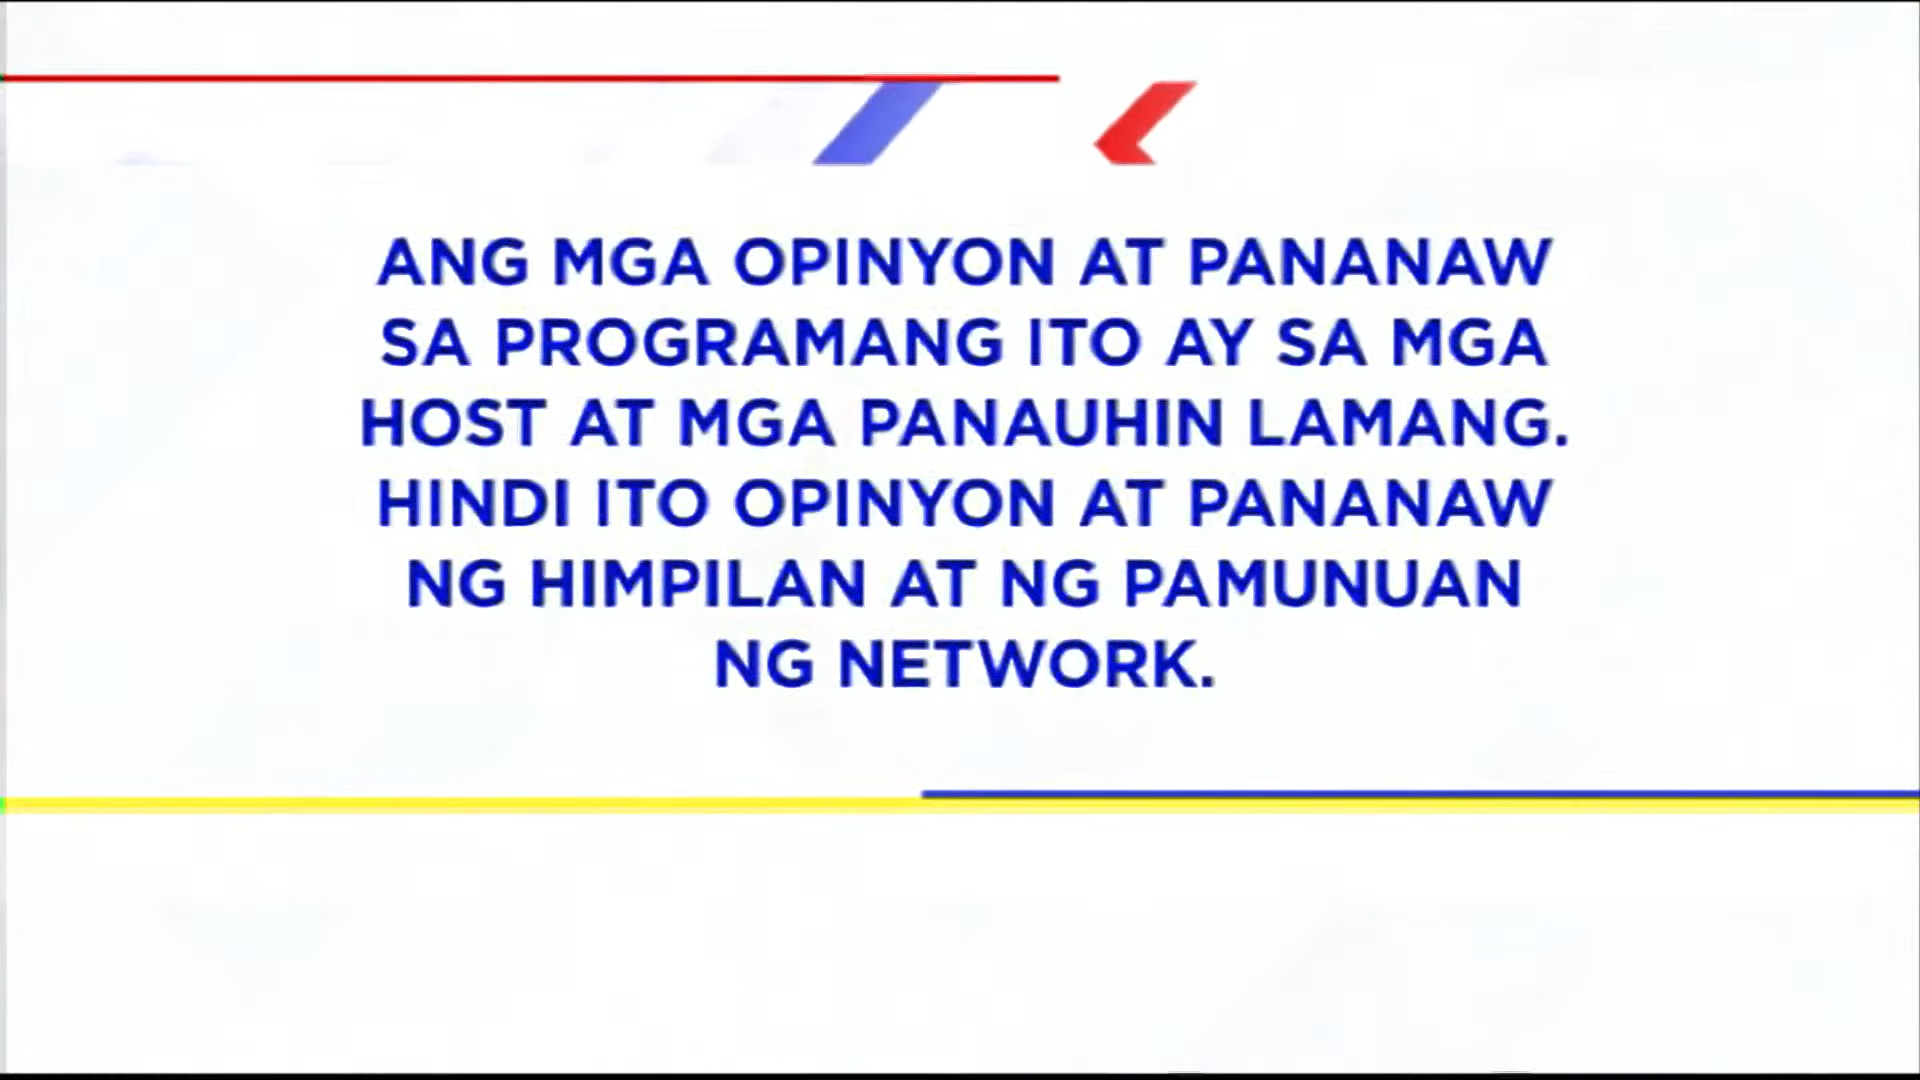 ANG MGA OPINYON AT PANANAW
SA PROGRAMANG ITO AY SA MGA
HOST AT MGA PANAUHIN LAMANG.
HINDI ITO OPINYON AT PANANAW
NG HIMPILAN AT NG PAMUNUAN
NG NETWORK.